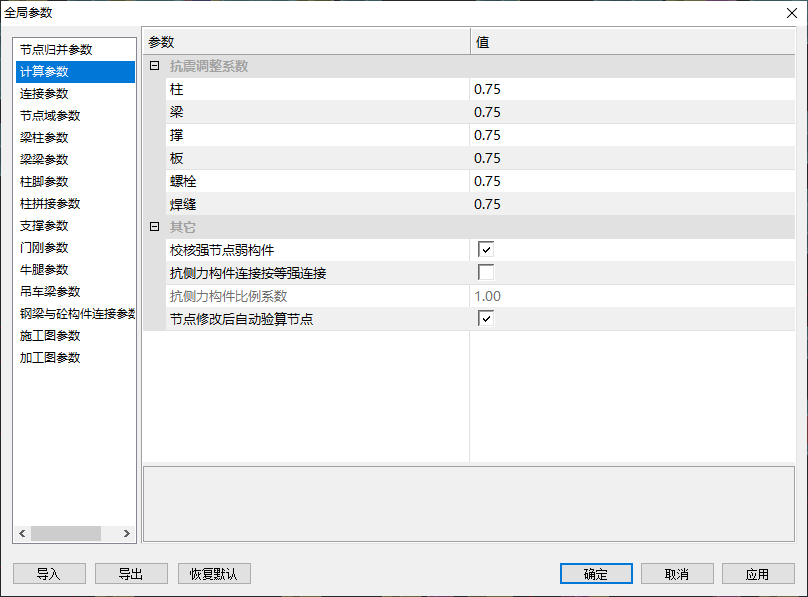 全局参数
节点归并参数
计算参数
连接参数
节点域参数
梁柱参数
梁梁参数
柱脚参数
柱拼接参数
支撑参数
门刚参数
牛腿参数
吊车梁参数
钢梁与砼构件连接参数
施工图参数
加工图参数
参数 值
抗震调整系数
柱 0.75
梁 0.75
撑 0.75
板 0.75
螺栓 0.75
焊缝 0.75
其它
校核强节点弱构件
抗侧力构件连接按等强连接
抗侧力构件比例系数 1.00
节点修改后自动验算节点
导入 导出 恢复默认 确定 取消 应用